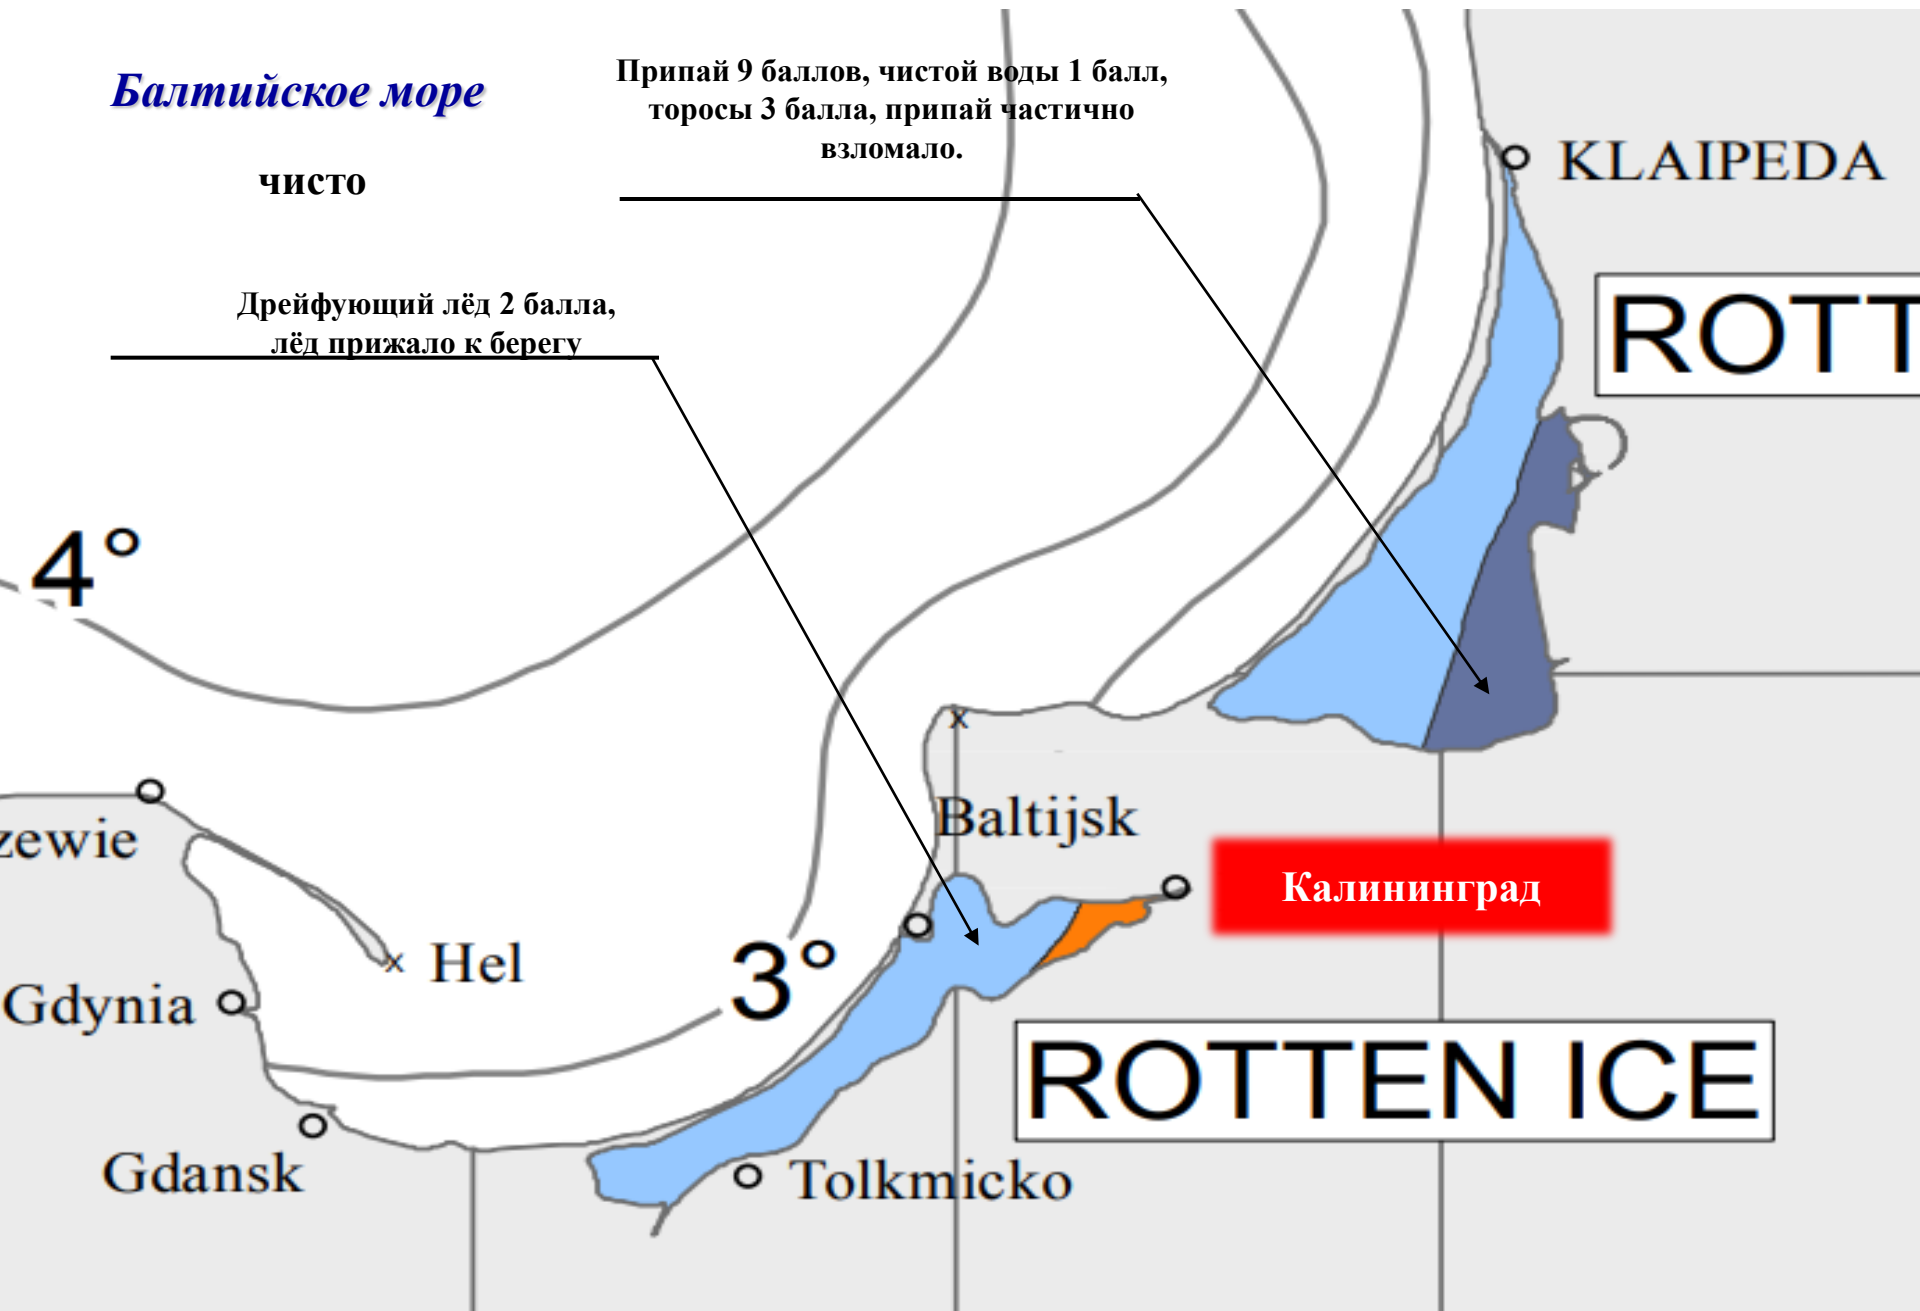 Балтийское море
чисто
Припай 9 баллов, чистой воды 1 балл,
торосы 3 балла, припай частично
взломало.
KLAIPEDA
Дрейфующий лёд 2 балла,
лёд прижало к берегу
ROTT
4°
zewie
Baltijsk
Калининград
Hel
3°
Gdynia
ROTTEN ICE
Gdansk
Tolkmicko